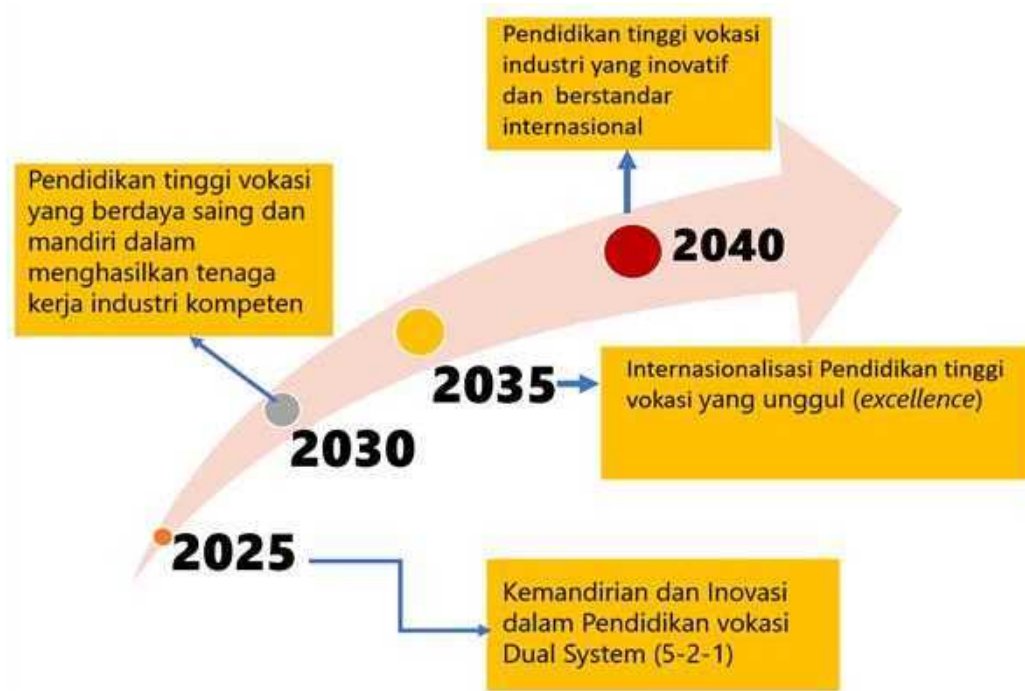 Pendidikan tinggi vokasi
industri yang inovatif
dan berstandar
internasional
2040
Pendidikan tinggi vokasi
yang berdaya saing dan
mandiri dalam
menghasilkan tenaga
kerja industri kompeten
2035
Internasionalisasi Pendidikan tinggi
vokasi yang unggul (excellence)
2030
2025
Kemandirian dan Inovasi
dalam Pendidikan vokasi
Dual System (5-2-1)